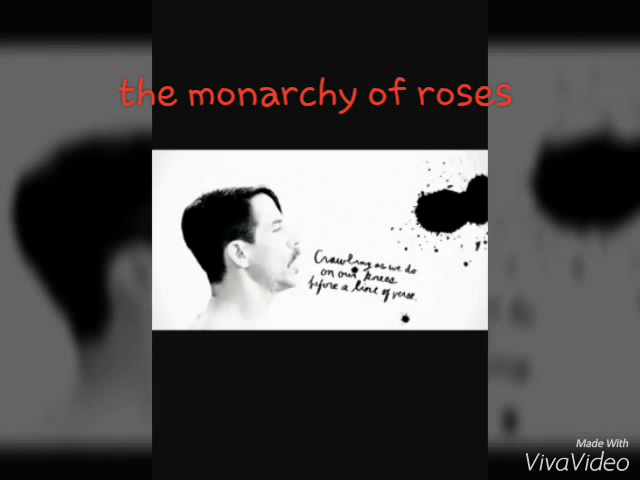 the monarchy of roses
Crawling as we do
on our knees
before a line of verse.
Made With
VivaVideo